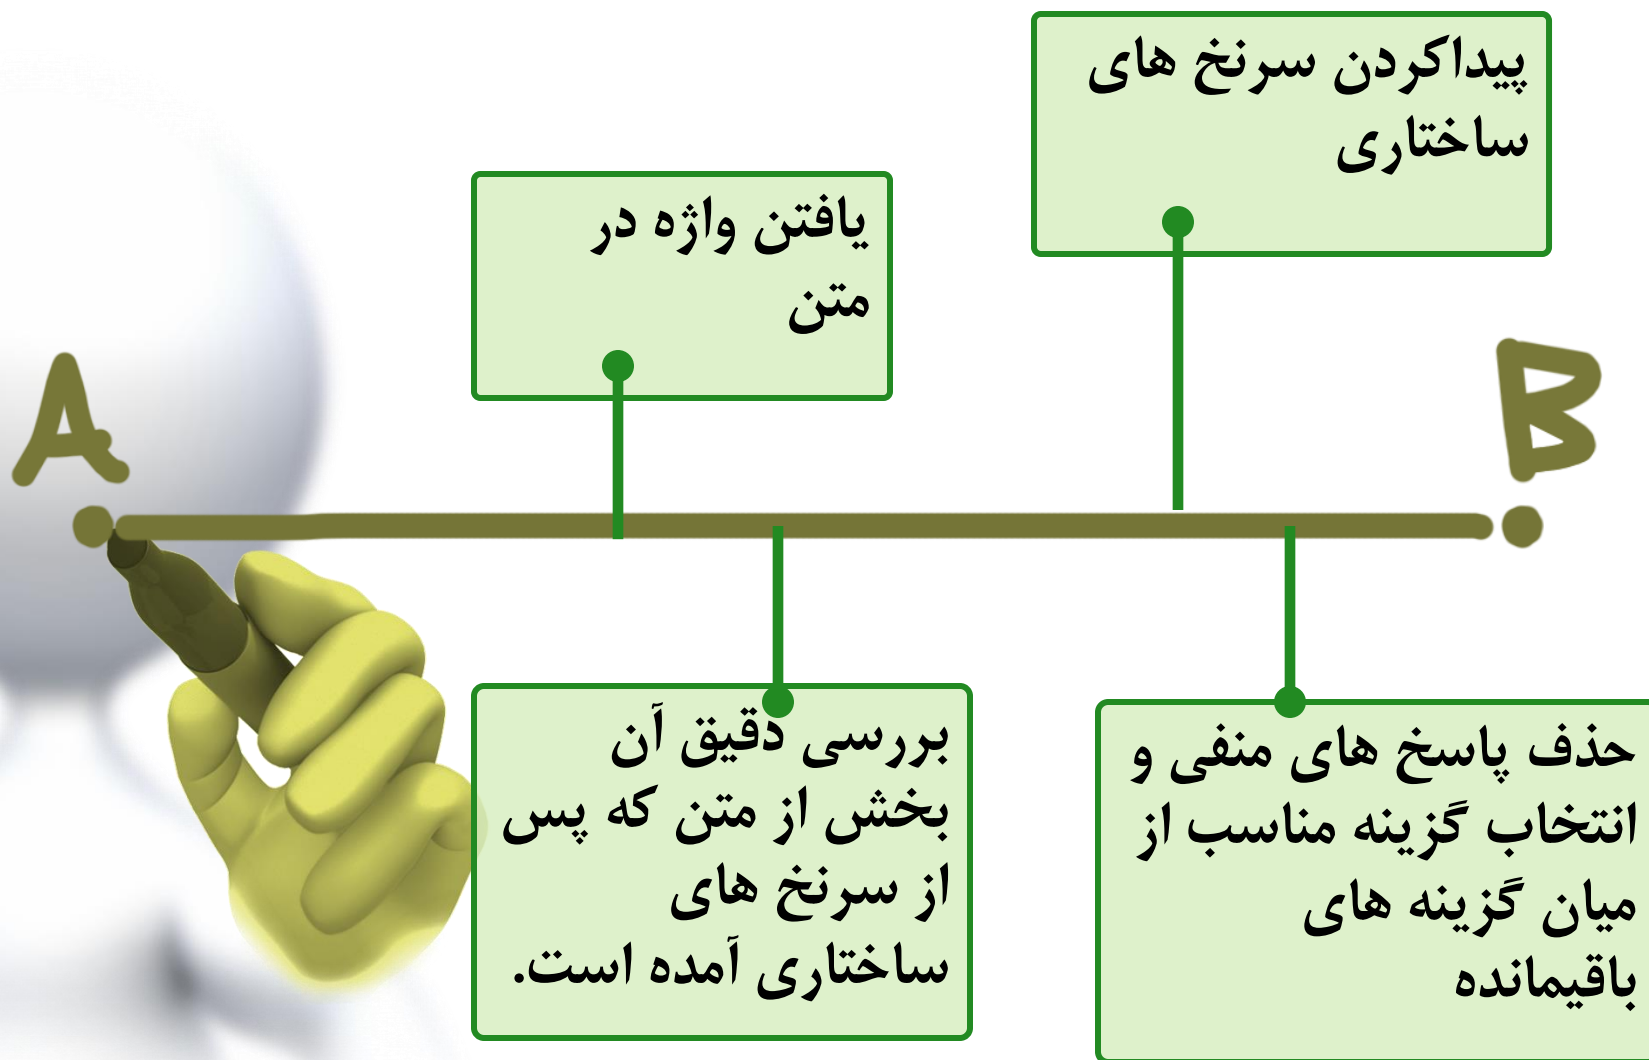 پیداکردن سرنخ های
ساختاری
یافتن واژه در
متن
A
B
بررسی دقیق آن
بخش از متن که پس
از سرنخ های
ساختاری آمده است.
حذف پاسخ های منفی و
انتخاب گزینه مناسب از
میان گزینه های
باقیمانده